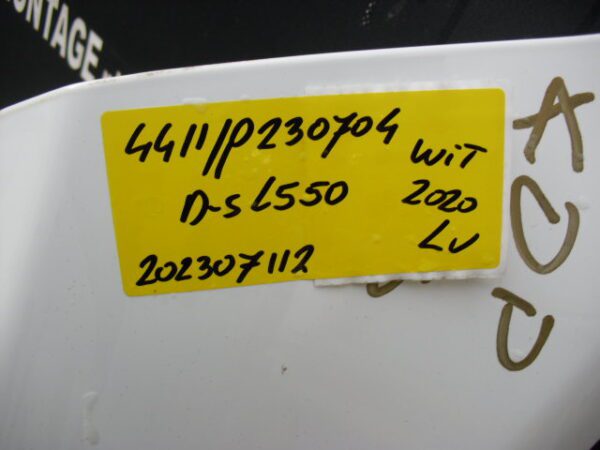 ONTAGE
4411/P230704
WiT
D-S L550
2020
LV
202307112